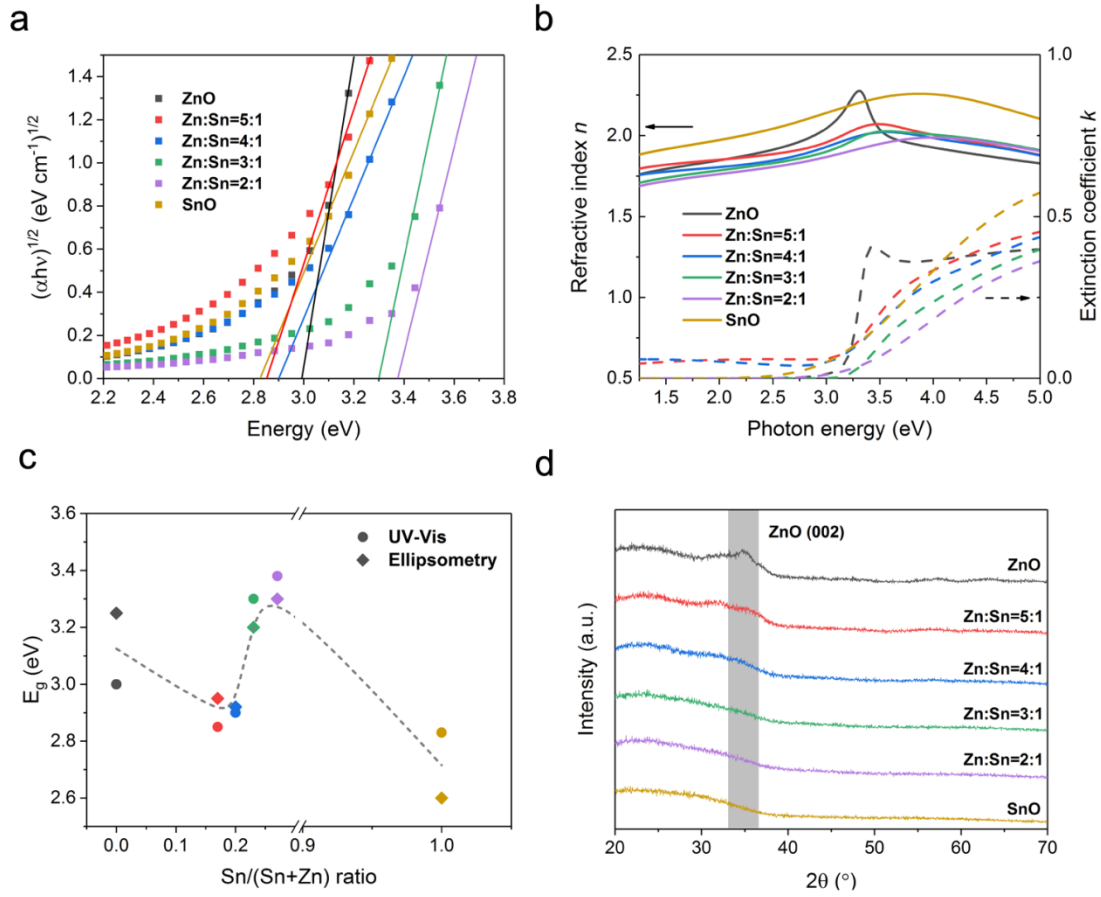 a
(αhν)1/2 (eV cm-1)1/2
1.4
1.2
1.0
0.8
0.6
0.4
0.2
0.0
ZnO
Zn:Sn=5:1
Zn:Sn=4:1
Zn:Sn=3:1
Zn:Sn=2:1
SnO
2.2 2.4 2.6 2.8 3.0 3.2 3.4 3.6 3.8
Energy (eV)
b
Refractive index n
2.5
2.0
1.5
1.0
0.5
ZnO
Zn:Sn=5:1
Zn:Sn=4:1
Zn:Sn=3:1
Zn:Sn=2:1
SnO
1.0
0.5
0.0
Extinction coefficient k
1.5 2.0 2.5 3.0 3.5 4.0 4.5 5.0
Photon energy (eV)
c
Eg (eV)
3.6
3.4
3.2
3.0
2.8
2.6
UV-Vis
Ellipsometry
0.0 0.1 0.2 0.9 1.0
Sn/(Sn+Zn) ratio
d
Intensity (a.u.)
ZnO (002)
ZnO
Zn:Sn=5:1
Zn:Sn=4:1
Zn:Sn=3:1
Zn:Sn=2:1
SnO
20 25 30 35 40 45 50 55 60 65 70
2θ (°)